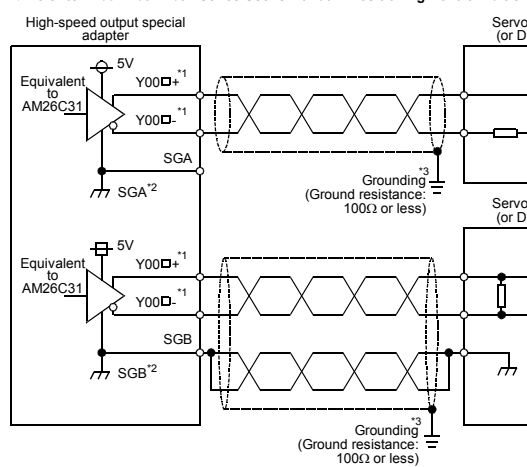 High-speed output special
adapter
Servo
(or D
5V
Equivalent
to
AM26C31
Y00□+*1
Y00□-*1
SGA
SGA*2
Grounding*3
(Ground resistance:
100Ω or less)
Servo
(or D
5V
Equivalent
to
AM26C31
Y00□+*1
Y00□-*1
SGB
SGB*2
Grounding*3
(Ground resistance:
100Ω or less)